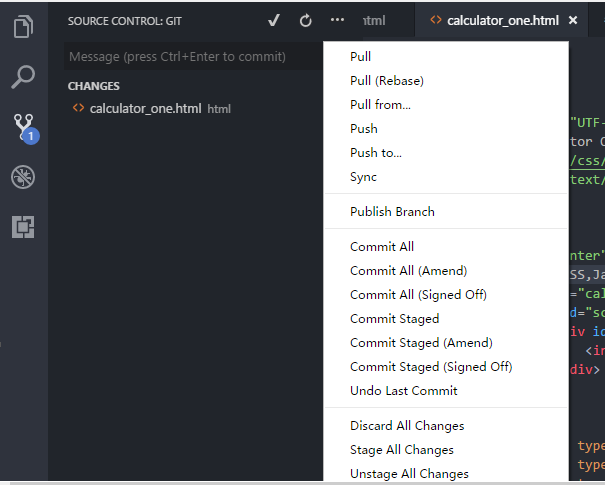 SOURCE CONTROL: GIT
html
calculator_one.html
Message (press Ctrl+Enter to commit)
CHANGES
calculator_one.html html
1
Pull
Pull (Rebase)
Pull from...
Push
Push to...
Sync
Publish Branch
Commit All
Commit All (Amend)
Commit All (Signed Off)
Commit Staged
Commit Staged (Amend)
Commit Staged (Signed Off)
Undo Last Commit
Discard All Changes
Stage All Changes
Unstage All Changes
"UTF-
tor C
/css/
text/
nter"
SS,Ja
="cal
d="sc
iv id
<in
div>
type
type